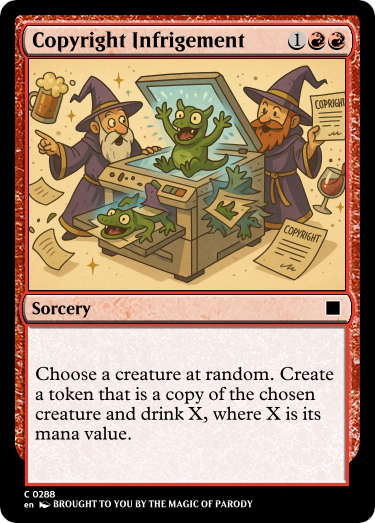 Copyright Infrigement 1
COPRIGHT
COPYRIGHT
Sorcery
Choose a creature at random. Create
a token that is a copy of the chosen
creature and drink X, where X is its
mana value.
C 0288
en BROUGHT TO YOU BY THE MAGIC OF PARODY